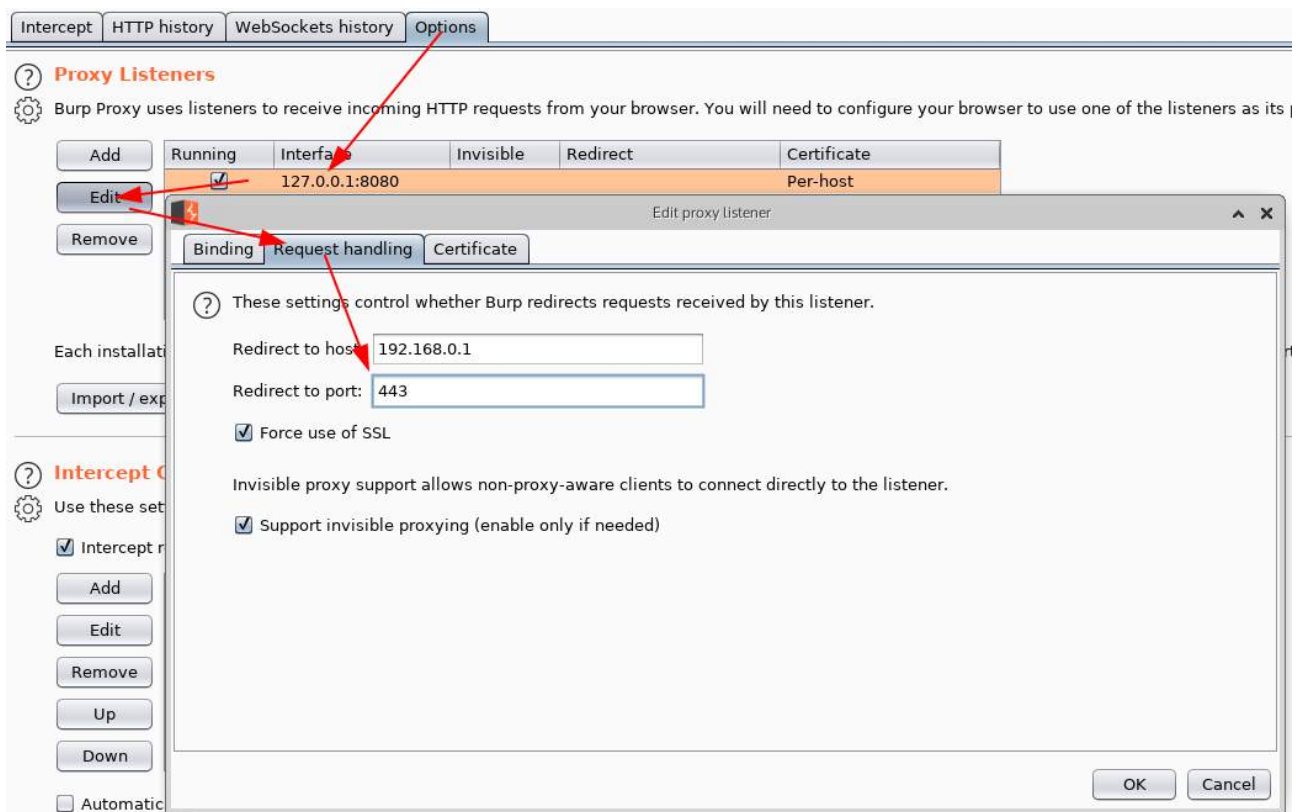 Intercept HTTP history WebSockets history Options
Proxy Listeners
Burp Proxy uses listeners to receive incoming HTTP requests from your browser. You will need to configure your browser to use one of the listeners as its
Add
Running Interface Invisible Redirect Certificate
127.0.0.1:8080 Per-host
Edit
Edit proxy listener
Remove
Binding Request handling Certificate
These settings control whether Burp redirects requests received by this listener.
Each installati
Redirect to host: 192.168.0.1
Redirect to port: 443
Import / exp
Force use of SSL
Intercept C
Invisible proxy support allows non-proxy-aware clients to connect directly to the listener.
Use these set
Support invisible proxying (enable only if needed)
Intercept r
Add
Edit
Remove
Up
Down
OK Cancel
Automatic